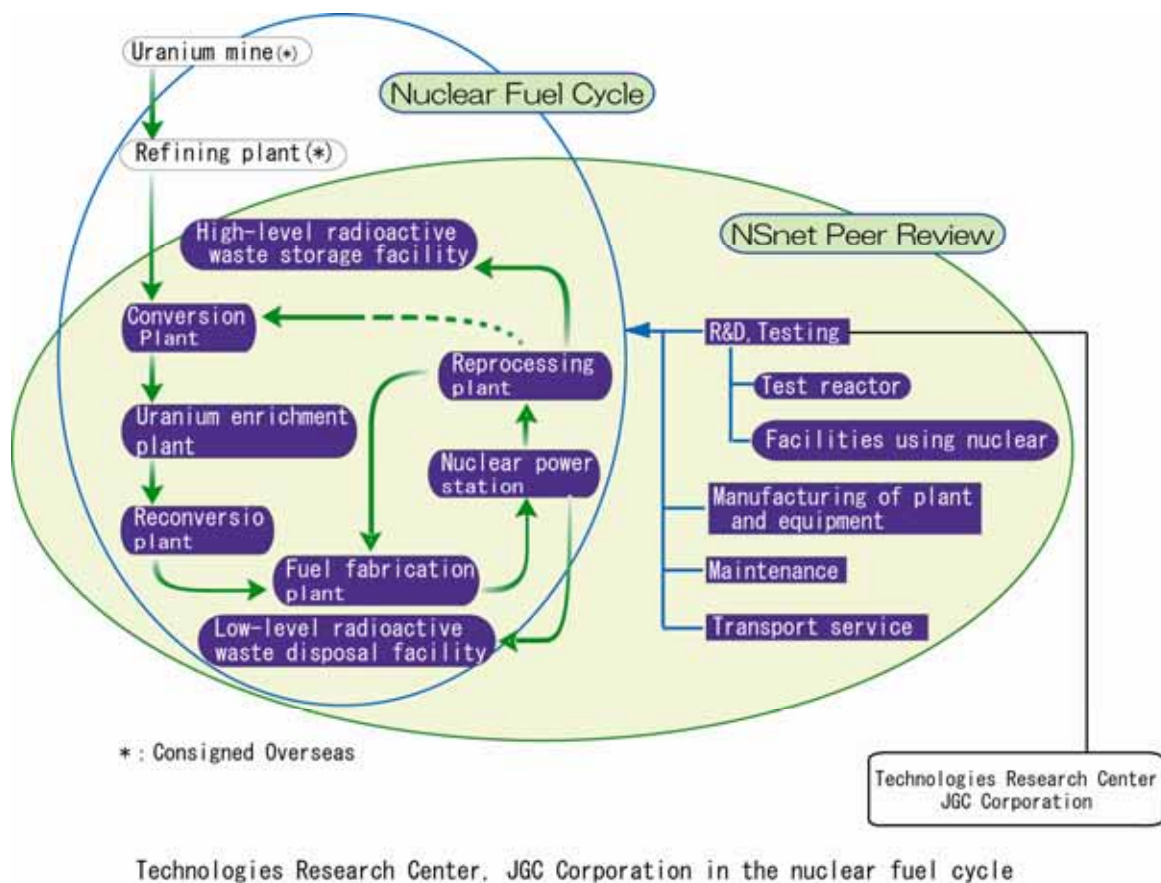 Uranium mine(*)
Nuclear Fuel Cycle
Refining plant(*)
High-level radioactive
waste storage facility
NSnet Peer Review
Conversion
Plant
R&D,Testing
Reprocessing
plant
Test reactor
Uranium enrichment
plant
Facilities using nuclear
Nuclear power
station
Manufacturing of plant
and equipment
Reconversio
plant
Fuel fabrication
plant
Maintenance
Low-level radioactive
waste disposal facility
Transport service
*: Consigned Overseas
Technologies Research Center
JGC Corporation
Technologies Research Center, JGC Corporation in the nuclear fuel cycle